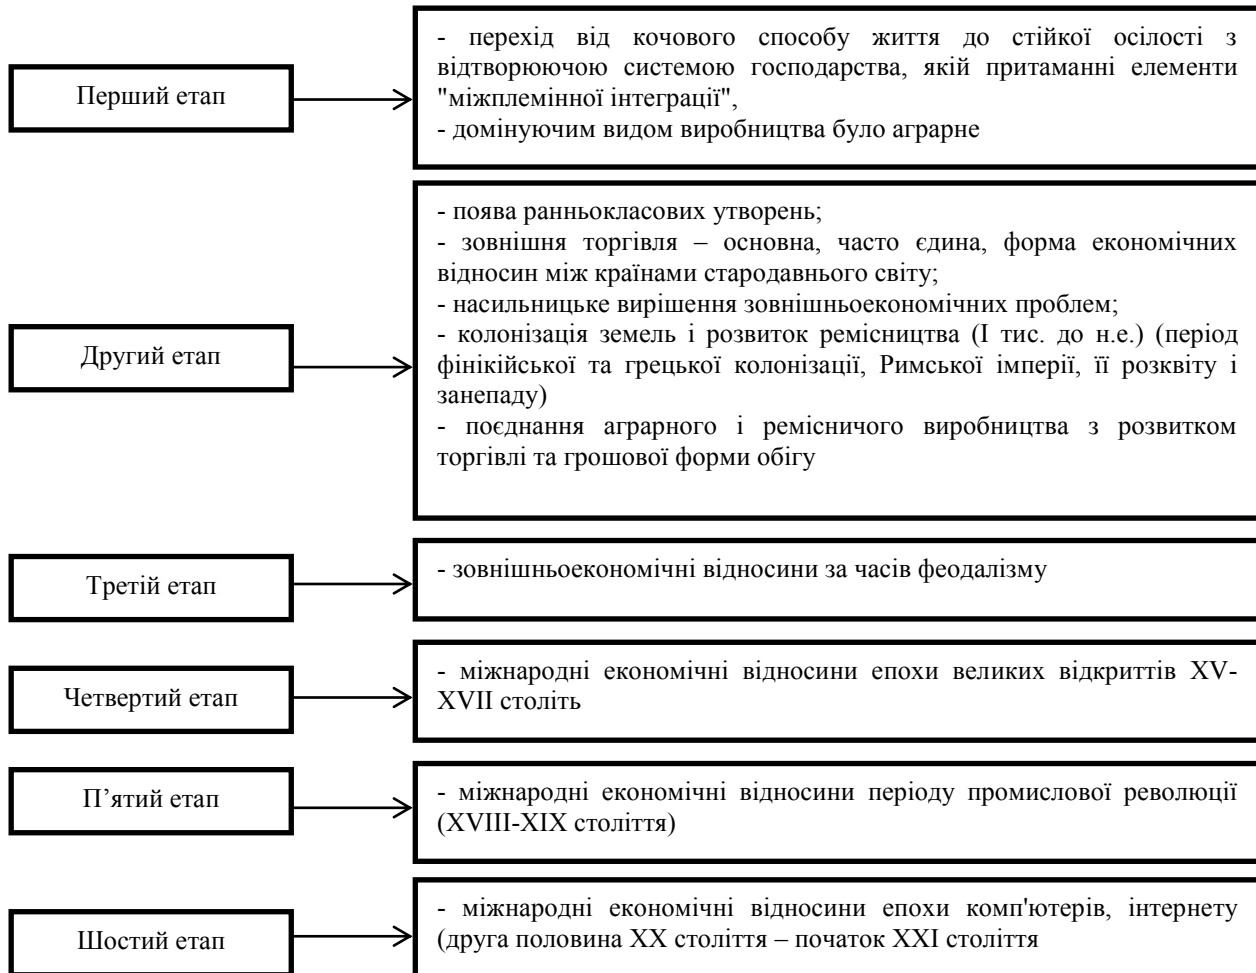 Перший етап
- перехід від кочового способу життя до стійкої осілості з
відтворюючою системою господарства, якій притаманні елементи
"міжплемінної інтеграції",
- домінуючим видом виробництва було аграрне
Другий етап
- поява ранньокласових утворень;
- зовнішня торгівля – основна, часто єдина, форма економічних
відносин між країнами стародавнього світу;
- насильницьке вирішення зовнішньоекономічних проблем;
- колонізація земель і розвиток ремісництва (І тис. до н.е.) (період
фінікійської та грецької колонізації, Римської імперії, її розквіту і
занепаду)
- поєднання аграрного і ремісничого виробництва з розвитком
торгівлі та грошової форми обігу
Третій етап
- зовнішньоекономічні відносини за часів феодалізму
Четвертий етап
- міжнародні економічні відносини епохи великих відкриттів XV-
XVII століть
П’ятий етап
- міжнародні економічні відносини періоду промислової революції
(XVIII-XIX століття)
Шостий етап
- міжнародні економічні відносини епохи комп'ютерів, інтернету
(друга половина ХХ століття – початок ХХІ століття